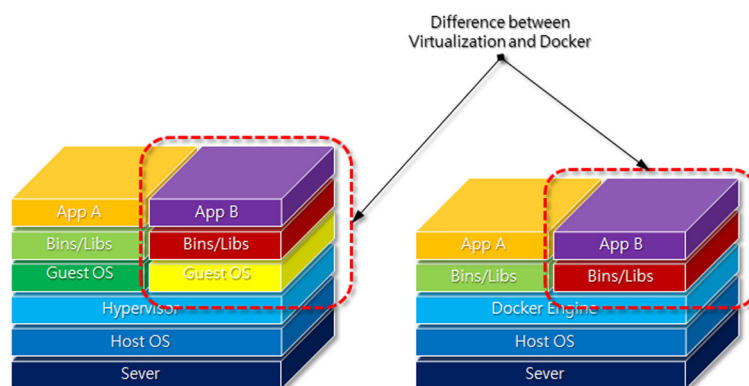 Difference between
Virtualization and Docker
App A
App B
Bins/Libs
Bins/Libs
Guest OS
Guest OS
Hypervisor
Host OS
Sever
App A
App B
Bins/Libs
Bins/Libs
Docker Engine
Host OS
Sever